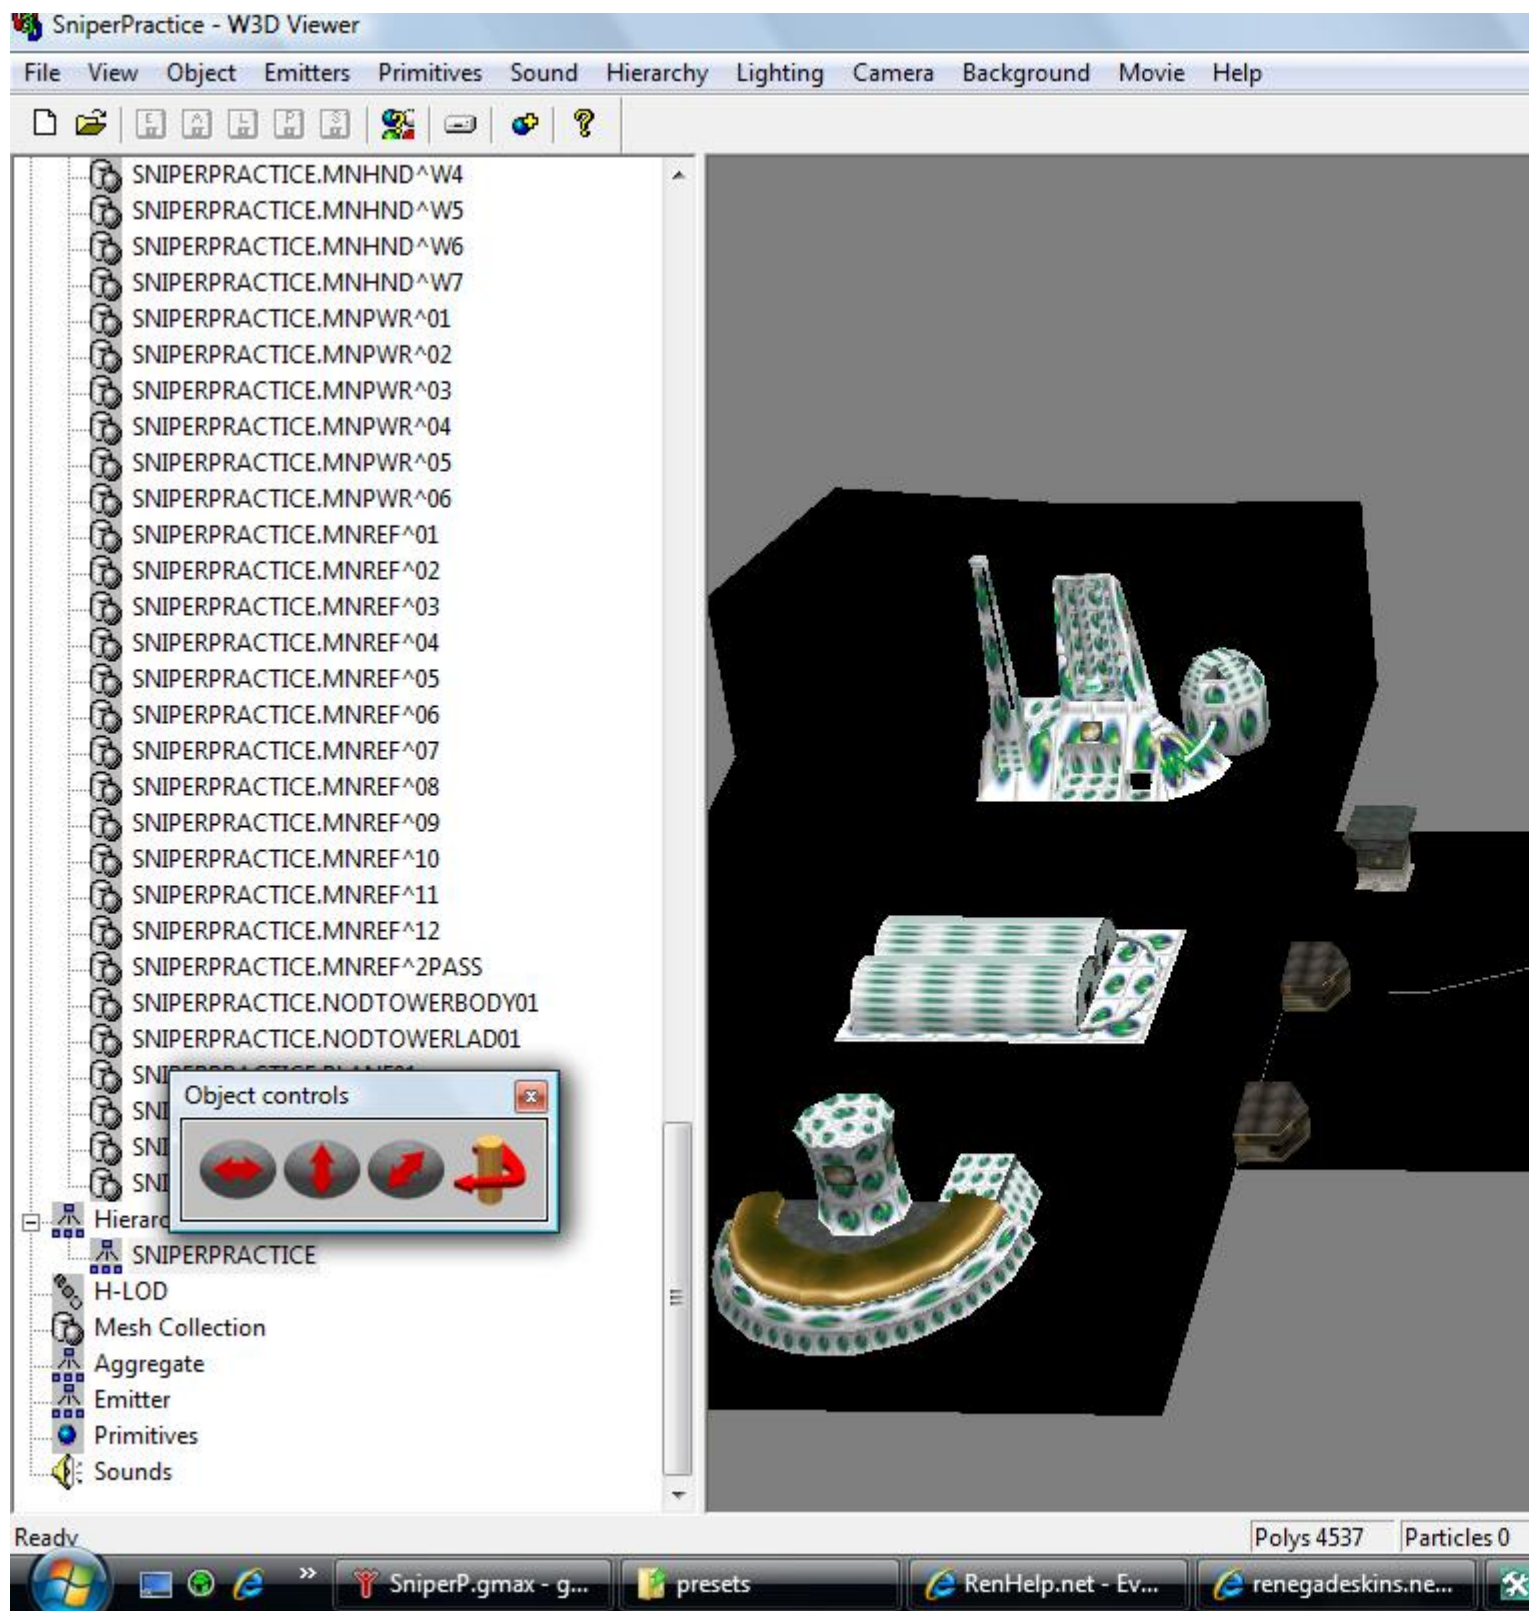 SniperPractice - W3D Viewer
File View Object Emitters Primitives Sound Hierarchy Lighting Camera Background Movie Help
SNIPERPRACTICE.MNHND^W4
SNIPERPRACTICE.MNHND^W5
SNIPERPRACTICE.MNHND^W6
SNIPERPRACTICE.MNHND^W7
SNIPERPRACTICE.MNPWR^01
SNIPERPRACTICE.MNPWR^02
SNIPERPRACTICE.MNPWR^03
SNIPERPRACTICE.MNPWR^04
SNIPERPRACTICE.MNPWR^05
SNIPERPRACTICE.MNPWR^06
SNIPERPRACTICE.MNREF^01
SNIPERPRACTICE.MNREF^02
SNIPERPRACTICE.MNREF^03
SNIPERPRACTICE.MNREF^04
SNIPERPRACTICE.MNREF^05
SNIPERPRACTICE.MNREF^06
SNIPERPRACTICE.MNREF^07
SNIPERPRACTICE.MNREF^08
SNIPERPRACTICE.MNREF^09
SNIPERPRACTICE.MNREF^10
SNIPERPRACTICE.MNREF^11
SNIPERPRACTICE.MNREF^12
SNIPERPRACTICE.MNREF^2PASS
SNIPERPRACTICE.NODTOWERBODY01
SNIPERPRACTICE.NODTOWERLAD01
SNI
Object controls
SNI
SNI
SNI
Hierarc
SNIPERPRACTICE
H-LOD
Mesh Collection
Aggregate
Emitter
Primitives
Sounds
Ready
Polys 4537 Particles 0
SniperP.gmax - g... presets RenHelp.net - Ev... renegadeskins.ne...